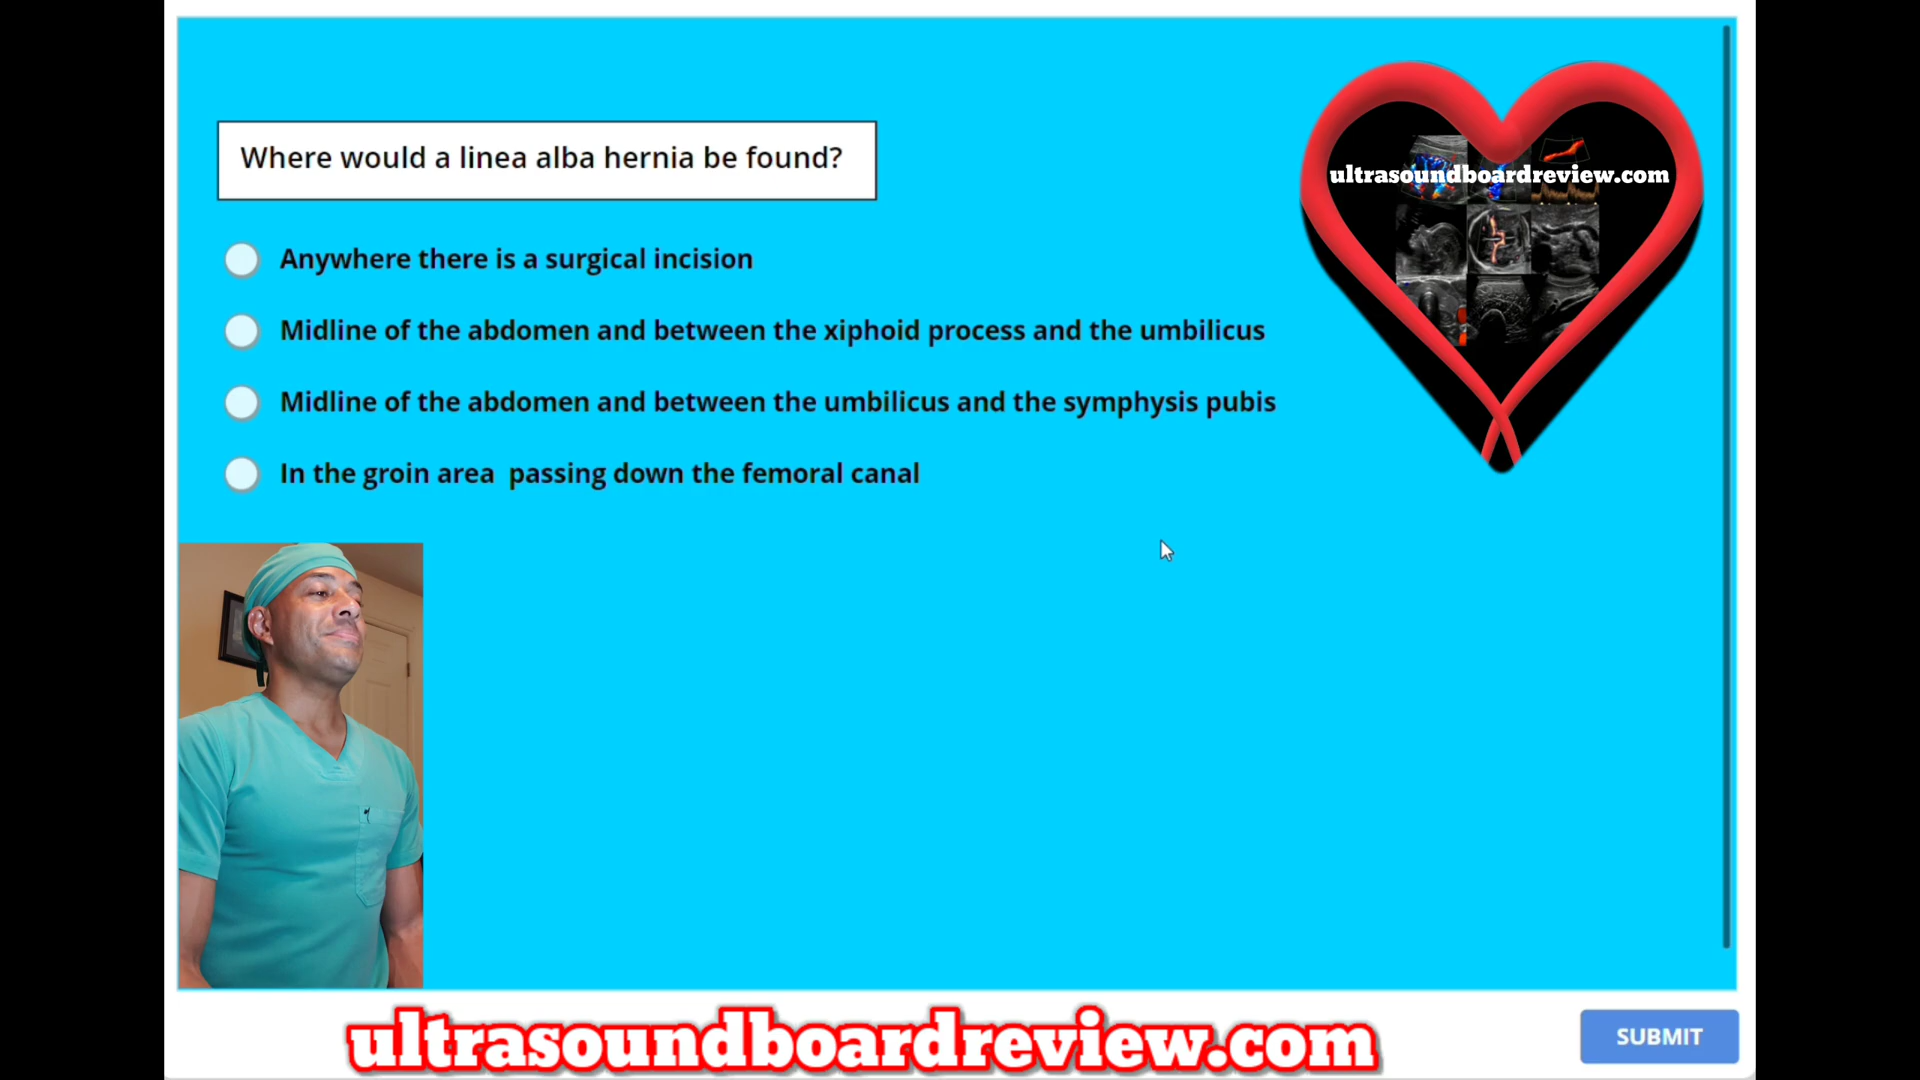 Where would a linea alba hernia be found?
ultrasoundboardreview.com
Anywhere there is a surgical incision
Midline of the abdomen and between the xiphoid process and the umbilicus
Midline of the abdomen and between the umbilicus and the symphysis pubis
In the groin area  passing down the femoral canal
ultrasoundboardreview.com
SUBMIT